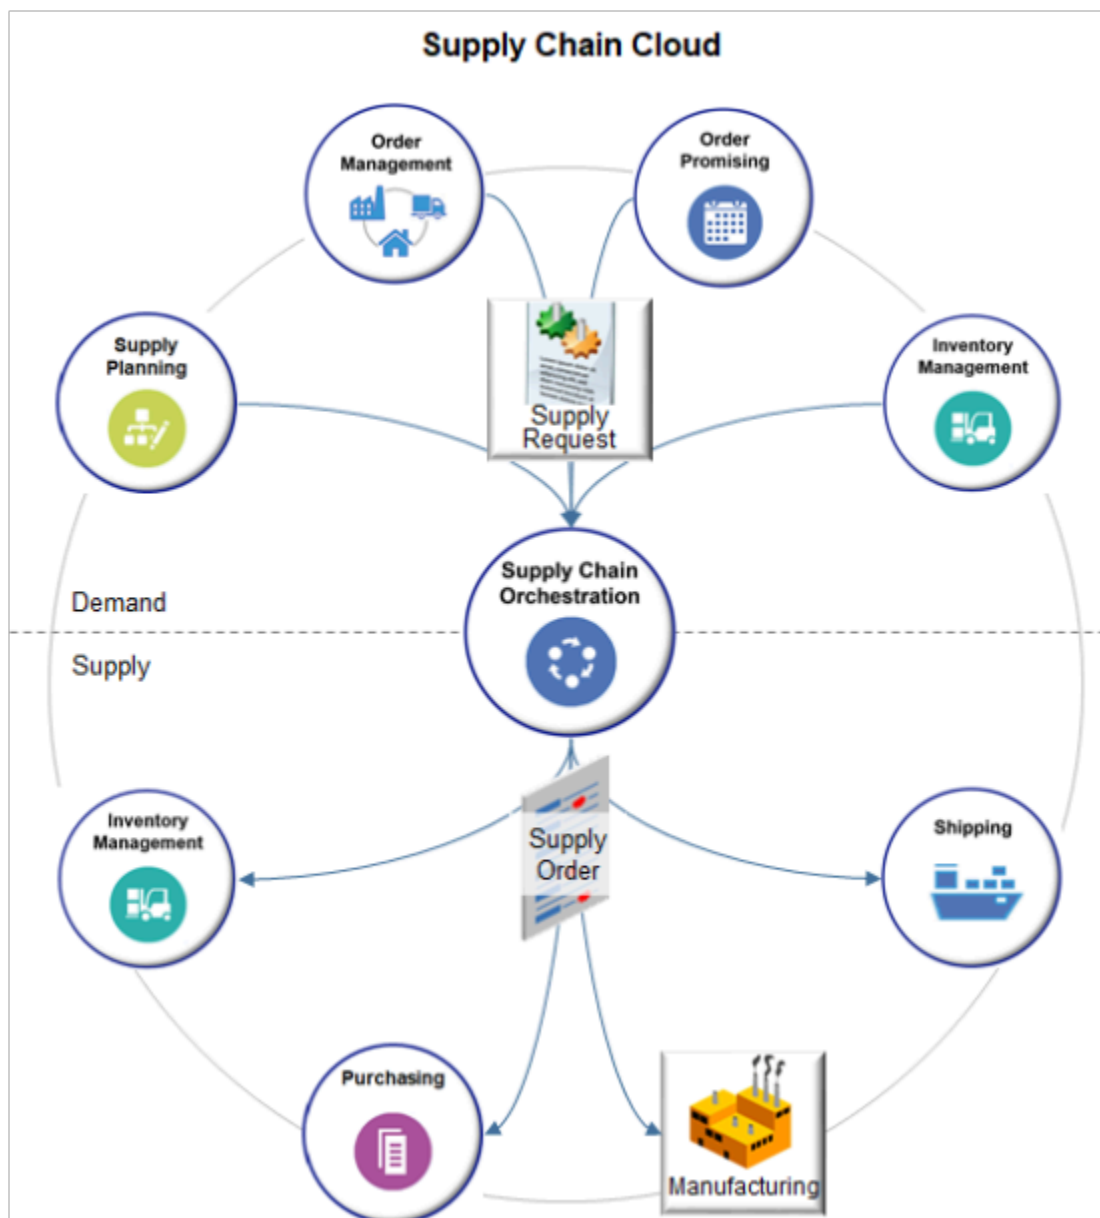 Supply Chain Cloud
Order
Management
Order
Promising
Supply
Planning
Inventory
Management
Supply
Request
Supply Chain
Orchestration
Demand
Supply
Inventory
Management
Supply
Order
Shipping
Purchasing
Manufacturing